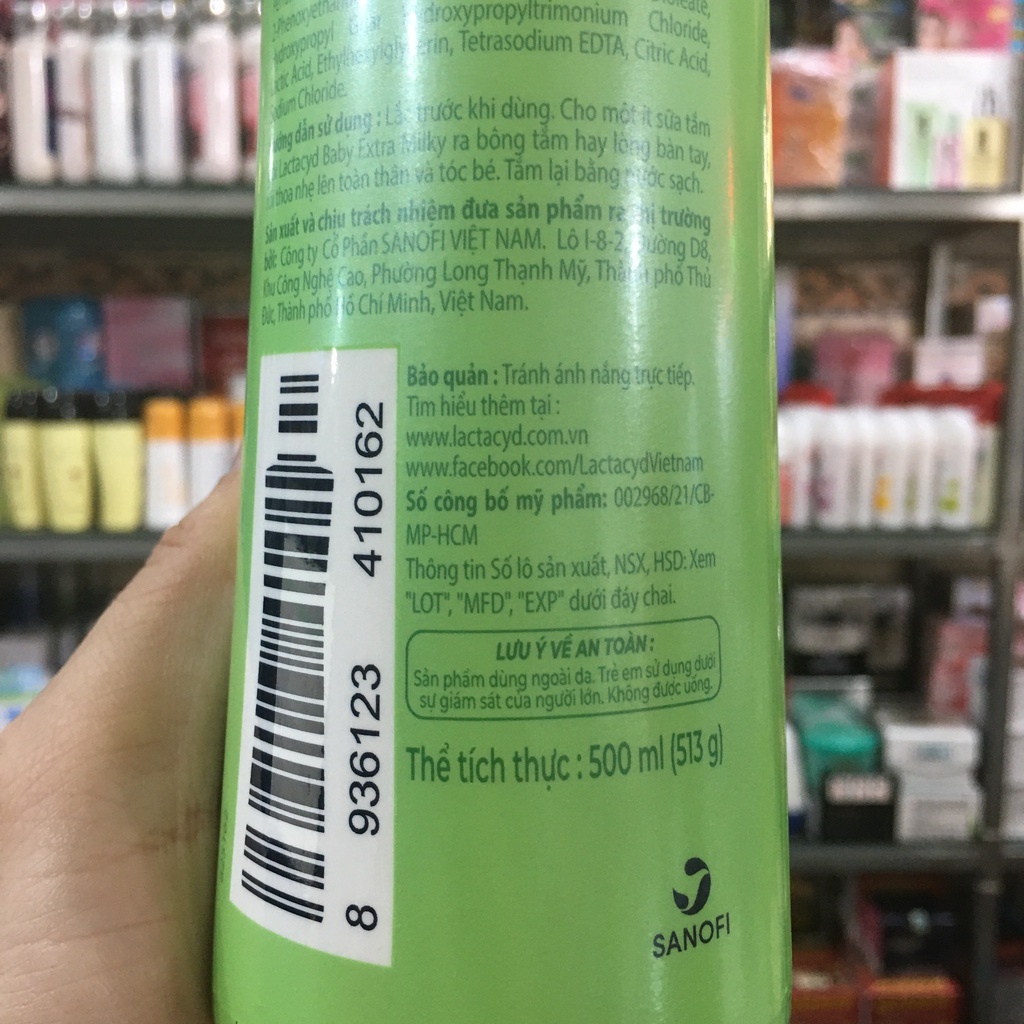 Chloride,
Acid, Ethylhexylglycerin, Tetrasodium EDTA, Citric Acid,
Sodium Chloride.
Hướng dẫn sử dụng : Lắc trước khi dùng. Cho một ít sữa tắm
Lactacyd Baby Extra Milky ra bông tắm hay lòng bàn tay,
thoa nhẹ lên toàn thân và tóc bé. Tắm lại bằng nước sạch.
Sản xuất và chịu trách nhiệm đưa sản phẩm ra thị trường
bởi: Công ty Cổ Phần SANOFI VIỆT NAM. Lô I-8-2, Đường D8,
Khu Công Nghệ Cao, Phường Long Thạnh Mỹ, Thành phố Thủ
Đức, Thành phố Hồ Chí Minh, Việt Nam.
Bảo quản : Tránh ánh nắng trực tiếp.
Tìm hiểu thêm tại :
www.lactacyd.com.vn
www.facebook.com/LactacydVietnam
Số công bố mỹ phẩm: 002968/21/CB-
MP-HCM
Thông tin Số lô sản xuất, NSX, HSD: Xem
"LOT", "MFD", "EXP" dưới đáy chai.
LƯU Ý VỀ AN TOÀN :
Sản phẩm dùng ngoài da. Trẻ em sử dụng dưới
sự giám sát của người lớn. Không được uống.
Thể tích thực : 500 ml (513 g)
8 936123 410162
SANOFI